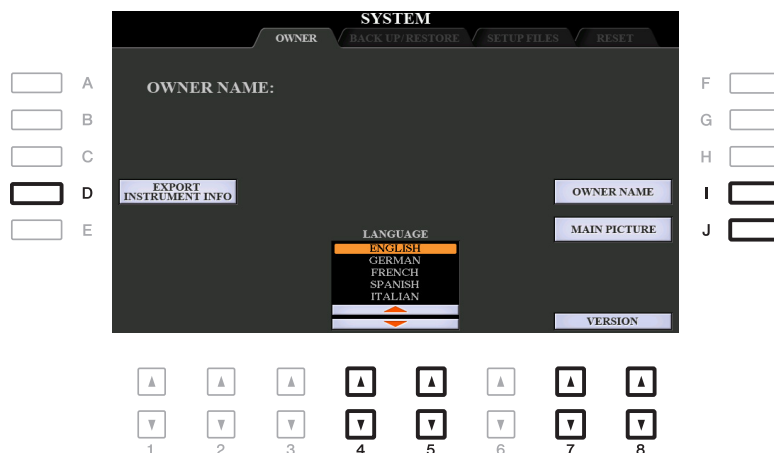 SYSTEM
OWNER BACK UP/RESTORE SETUP FILES RESET
A OWNER NAME: F
B G
C H
D EXPORT INSTRUMENT INFO OWNER NAME I
E MAIN PICTURE J
LANGUAGE
ENGLISH
GERMAN
FRENCH
SPANISH
ITALIAN
VERSION
1 2 3 4 5 6 7 8